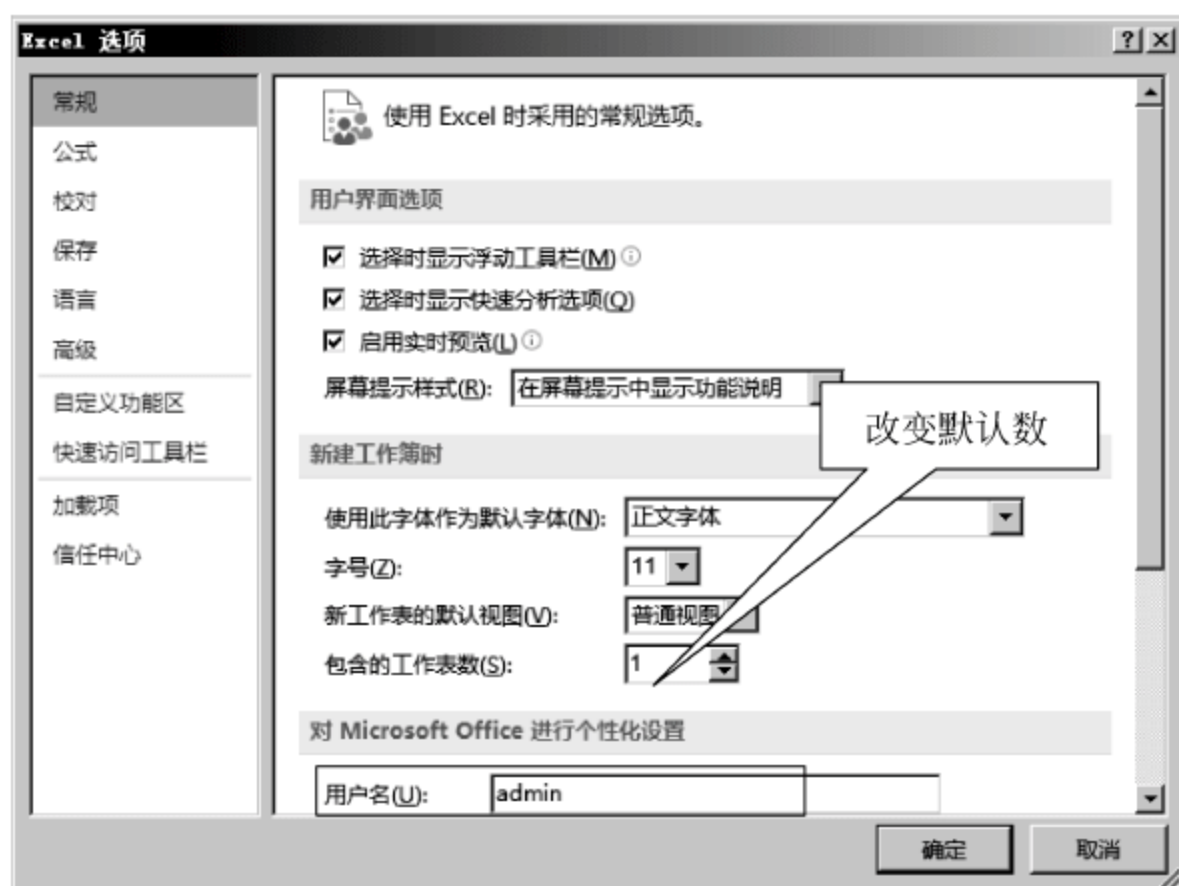 Excel 选项
常规
公式
校对
保存
语言
高级
自定义功能区
快速访问工具栏
加载项
信任中心
使用 Excel 时采用的常规选项。
用户界面选项
选择时显示浮动工具栏(M)
选择时显示快速分析选项(Q)
启用实时预览(L)
屏幕提示样式(R): 在屏幕提示中显示功能说明
改变默认数
新建工作簿时
使用此字体作为默认字体(N): 正文字体
字号(Z): 11
新工作表的默认视图(V): 普通视图
包含的工作表数(S): 1
对 Microsoft Office 进行个性化设置
用户名(U): admin
确定 取消